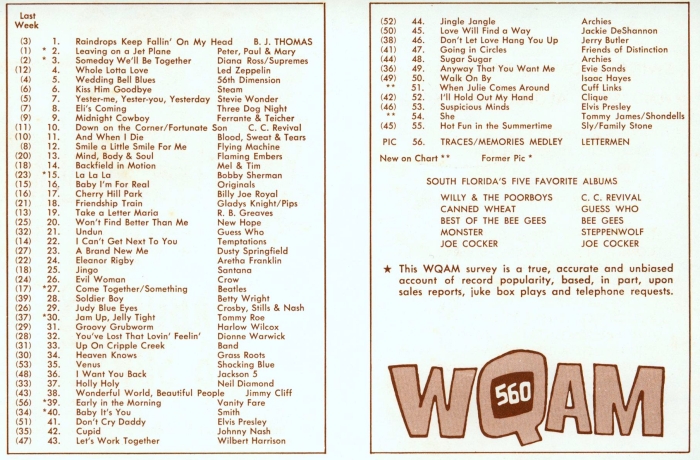 Last
Week
(3) 1. Raindrops Keep Fallin' On My Head B. J. THOMAS
(1) * 2. Leaving on a Jet Plane Peter, Paul & Mary
(2) * 3. Someday We'll Be Together Diana Ross/Supremes
(12) 4. Whole Lotta Love Led Zeppelin
(4) 5. Wedding Bell Blues 56th Dimension
(6) 6. Kiss Him Goodbye Steam
(5) 7. Yester-me, Yester-you, Yesterday Stevie Wonder
(7) 8. Eli's Coming Three Dog Night
(9) 9. Midnight Cowboy Ferrante & Teicher
(11) 10. Down on the Corner/Fortunate Son C. C. Revival
(10) 11. And When I Die Blood, Sweat & Tears
(8) 12. Smile a Little Smile For Me Flying Machine
(20) 13. Mind, Body & Soul Flaming Embers
(18) 14. Backfield in Motion Mel & Tim
(23) *15. La La La Bobby Sherman
(15) 16. Baby I'm For Real Originals
(16) 17. Cherry Hill Park Billy Joe Royal
(21) 18. Friendship Train Gladys Knight/Pips
(13) 19. Take a Letter Maria R. B. Greaves
(25) 20. Won't Find Better Than Me New Hope
(32) 21. Undun Guess Who
(14) 22. I Can't Get Next To You Temptations
(27) 23. A Brand New Me Dusty Springfield
(22) 24. Eleanor Rigby Aretha Franklin
(18) 25. Jingo Santana
(24) 26. Evil Woman Crow
(17) *27. Come Together/Something Beatles
(39) 28. Soldier Boy Betty Wright
(26) 29. Judy Blue Eyes Crosby, Stills & Nash
(37) *30. Jam Up, Jelly Tight Tommy Roe
(29) 31. Groovy Grubworm Harlow Wilcox
(28) 32. You've Lost That Lovin' Feelin' Dionne Warwick
(31) 33. Up On Cripple Creek Band
(30) 34. Heaven Knows Grass Roots
(53) 35. Venus Shocking Blue
(48) 36. I Want You Back Jackson 5
(33) 37. Holly Holy Neil Diamond
(43) 38. Wonderful World, Beautiful People Jimmy Cliff
(56) *39. Early in the Morning Vanity Fare
(34) *40. Baby It's You Smith
(51) 41. Don't Cry Daddy Elvis Presley
(35) 42. Cupid Johnny Nash
(47) 43. Let's Work Together Wilbert Harrison
(52) 44. Jingle Jangle Archies
(50) 45. Love Will Find a Way Jackie DeShannon
(38) 46. Don't Let Love Hang You Up Jerry Butler
(41) 47. Going in Circles Friends of Distinction
(44) 48. Sugar Sugar Archies
(36) 49. Anyway That You Want Me Evie Sands
(49) 50. Walk On By Isaac Hayes
** 51. When Julie Comes Around Cuff Links
(42) 52. I'll Hold Out My Hand Clique
(46) 53. Suspicious Minds Elvis Presley
** 54. She Tommy James/Shondells
(45) 55. Hot Fun in the Summertime Sly/Family Stone
PIC 56. TRACES/MEMORIES MEDLEY LETTERMEN
New on Chart ** Former Pic *
SOUTH FLORIDA'S FIVE FAVORITE ALBUMS
WILLY & THE POORBOYS C. C. REVIVAL
CANNED WHEAT GUESS WHO
BEST OF THE BEE GEES BEE GEES
MONSTER STEPPENWOLF
JOE COCKER JOE COCKER
★ This WQAM survey is a true, accurate and unbiased
account of record popularity, based, in part, upon
sales reports, juke box plays and telephone requests.
WQAM
560